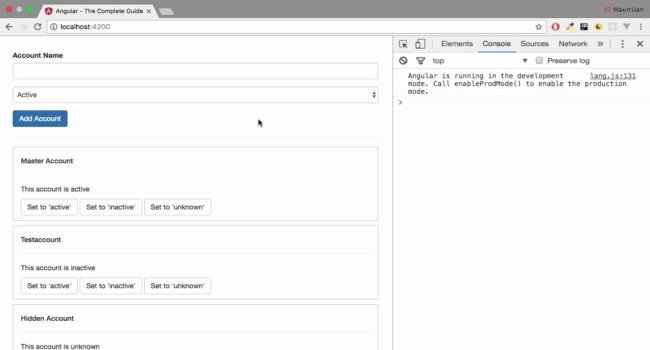 Angular - The Complete Guide
Maximilian
localhost:4200
Elements Console Sources Network
top
Preserve log
Angular is running in the development lang.js:131
mode. Call enableProdMode() to enable the production
mode.
Account Name
Active
Add Account
Master Account
This account is active
Set to 'active' Set to 'inactive' Set to 'unknown'
Testaccount
This account is inactive
Set to 'active' Set to 'inactive' Set to 'unknown'
Hidden Account
This account is unknown